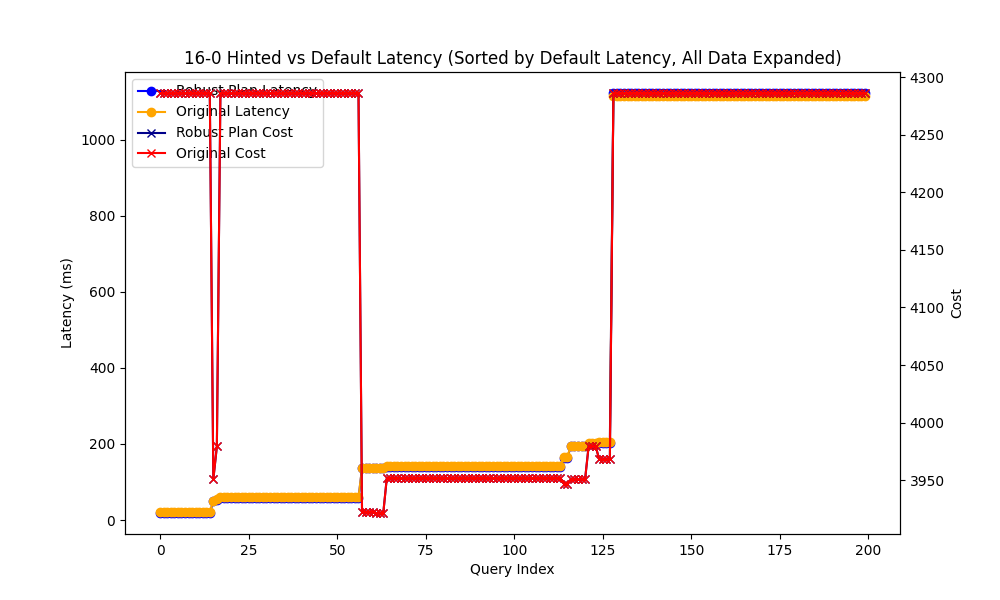 16-0 Hinted vs Default Latency (Sorted by Default Latency, All Data Expanded)
Robust Plan Latency
Original Latency
Robust Plan Cost
Original Cost
Latency (ms)
1000
800
600
400
200
0
4300
4250
4200
4150
4100
4050
4000
3950
Cost
0 25 50 75 100 125 150 175 200
Query Index